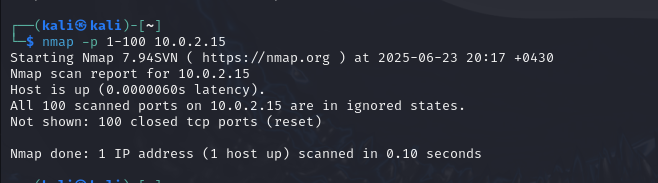 ┌──(kali㉿kali)-[~]
└─$ nmap -p 1-100 10.0.2.15
Starting Nmap 7.94SVN ( https://nmap.org ) at 2025-06-23 20:17 +0430
Nmap scan report for 10.0.2.15
Host is up (0.0000060s latency).
All 100 scanned ports on 10.0.2.15 are in ignored states.
Not shown: 100 closed tcp ports (reset)

Nmap done: 1 IP address (1 host up) scanned in 0.10 seconds